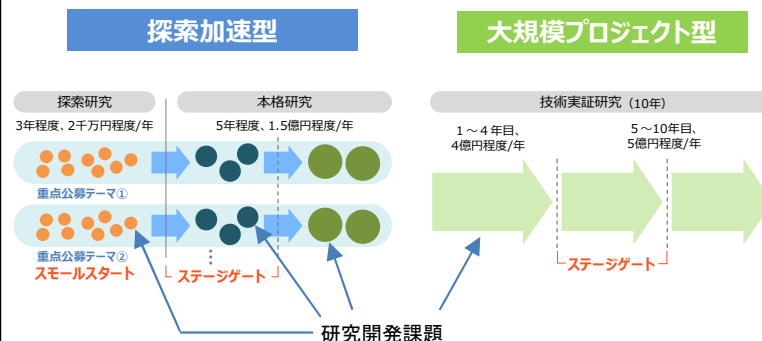 探索加速型
大規模プロジェクト型
探索研究
本格研究
技術実証研究（10年）
3年程度、2千万円程度/年
5年程度、1.5億円程度/年
1～4年目、
4億円程度/年
5～10年目、
5億円程度/年
重点公募テーマ①
重点公募テーマ②
スモールスタート
ステージゲート
ステージゲート
研究開発課題